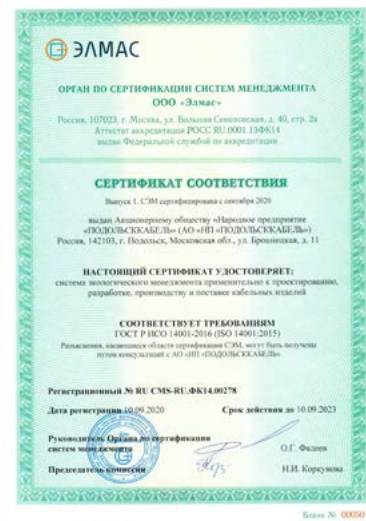 ЭЛМАС
ОРГАН ПО СЕРТИФИКАЦИИ СИСТЕМ МЕНЕДЖМЕНТА
ООО «Элмас»
Россия, 107023, г. Москва, ул. Большая Семеновская, д. 40, стр. 2а
Аттестат аккредитации РОСС RU.0001.13ФК14
выдан Федеральной службой по аккредитации
СЕРТИФИКАТ СООТВЕТСТВИЯ
Выпуск 1. СЭМ сертифицирована с сентября 2020
выдан Акционерному обществу «Народное предприятие
«ПОДОЛЬСККАБЕЛЬ» (АО «НП «ПОДОЛЬСККАБЕЛЬ»)
Россия, 142103, г. Подольск, Московская обл., ул. Бронницкая, д. 11
НАСТОЯЩИЙ СЕРТИФИКАТ УДОСТОВЕРЯЕТ:
система экологического менеджмента применительно к проектированию,
разработке, производству и поставке кабельных изделий
СООТВЕТСТВУЕТ ТРЕБОВАНИЯМ
ГОСТ Р ИСО 14001-2016 (ISO 14001:2015)
Разъяснения, касающиеся области сертификации СЭМ, могут быть получены
путем консультаций с АО «НП «ПОДОЛЬСККАБЕЛЬ»
Регистрационный № RU CMS-RU.ФК14.00278
Дата регистрации 10.09.2020 Срок действия до 10.09.2023
Руководитель Органа по сертификации
систем менеджмента О.Г. Фадеев
Председатель комиссии Н.И. Коркунова
Бланк № 00050